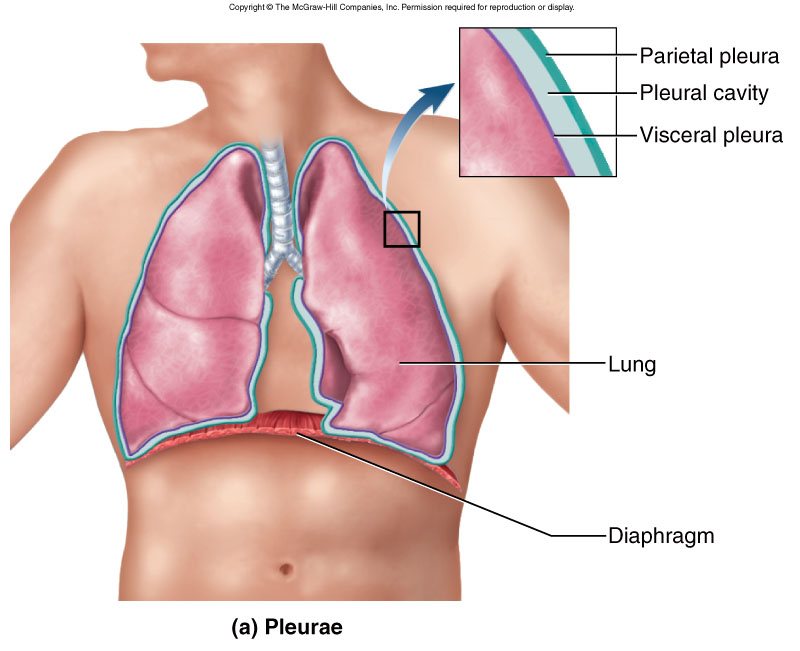 Copyright © The McGraw-Hill Companies, Inc. Permission required for reproduction or display.
Parietal pleura
Pleural cavity
Visceral pleura
Lung
Diaphragm
(a) Pleurae